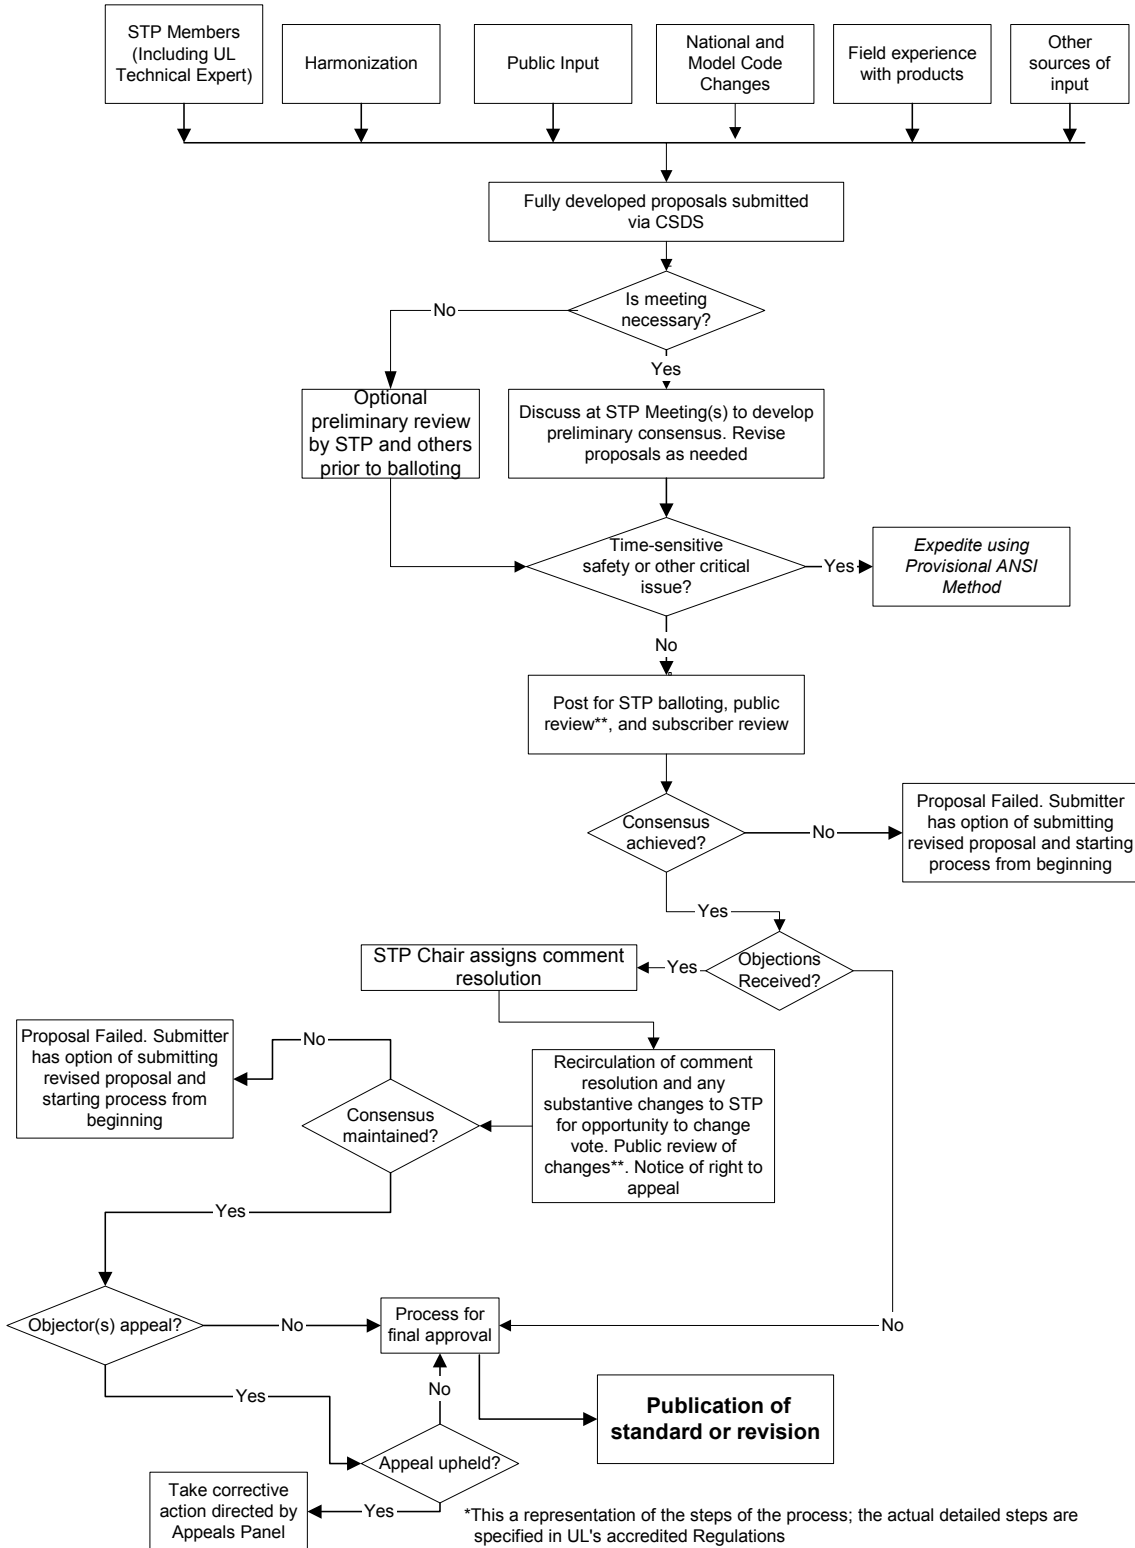 STP Members
(Including UL
Technical Expert)
Harmonization
Public Input
National and
Model Code
Changes
Field experience
with products
Other
sources of
input
Fully developed proposals submitted
via CSDS
Is meeting
necessary?
No
Yes
Optional
preliminary review
by STP and others
prior to balloting
Discuss at STP Meeting(s) to develop
preliminary consensus. Revise
proposals as needed
Time-sensitive
safety or other critical
issue?
Yes
Expedite using
Provisional ANSI
Method
No
Post for STP balloting, public
review**, and subscriber review
Consensus
achieved?
No
Proposal Failed. Submitter
has option of submitting
revised proposal and starting
process from beginning
Yes
Objections
Received?
Yes
STP Chair assigns comment
resolution
Recirculation of comment
resolution and any
substantive changes to STP
for opportunity to change
vote. Public review of
changes**. Notice of right to
appeal
Consensus
maintained?
No
Proposal Failed. Submitter
has option of submitting
revised proposal and
starting process from
beginning
Yes
Objector(s) appeal?
No
Process for
final approval
No
Yes
No
Publication of
standard or revision
Appeal upheld?
Yes
Take corrective
action directed by
Appeals Panel
*This a representation of the steps of the process; the actual detailed steps are
specified in UL's accredited Regulations